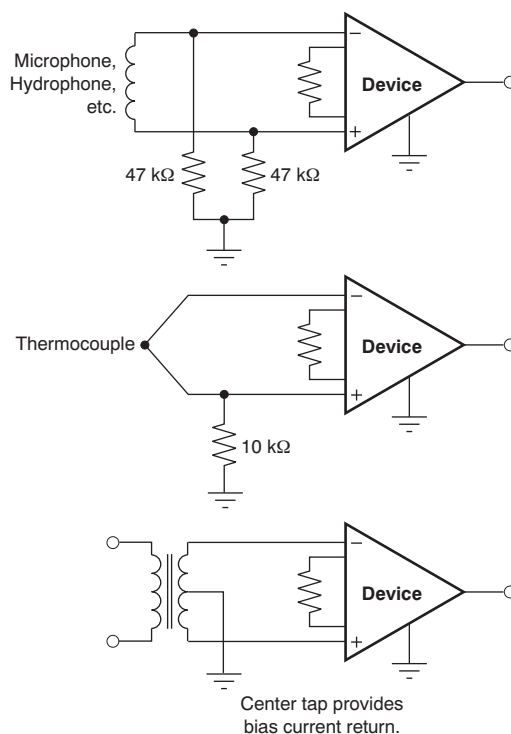 Microphone,
Hydrophone,
etc.
−
Device
+
47 kΩ
47 kΩ
Thermocouple
−
Device
+
10 kΩ
−
Device
+
Center tap provides
bias current return.